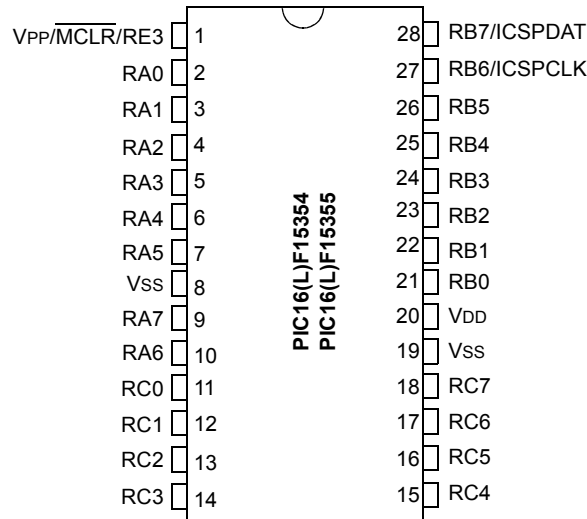 VPP/MCLR/RE3 1 28 RB7/ICSPDAT
RA0 2 27 RB6/ICSPCLK
RA1 3 26 RB5
RA2 4 25 RB4
RA3 5 24 RB3
RA4 6 23 RB2
RA5 7 22 RB1
VSS 8 21 RB0
RA7 9 20 VDD
RA6 10 19 VSS
RC0 11 18 RC7
RC1 12 17 RC6
RC2 13 16 RC5
RC3 14 15 RC4
PIC16(L)F15354
PIC16(L)F15355